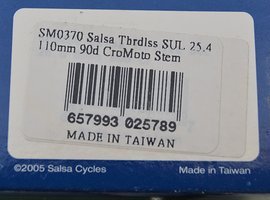 SM0370 Salsa Thrdlss SUL 25.4
110mm 90d CroMoto Stem
657993 025789
MADE IN TAIWAN
©2005 Salsa Cycles Made in Taiwan